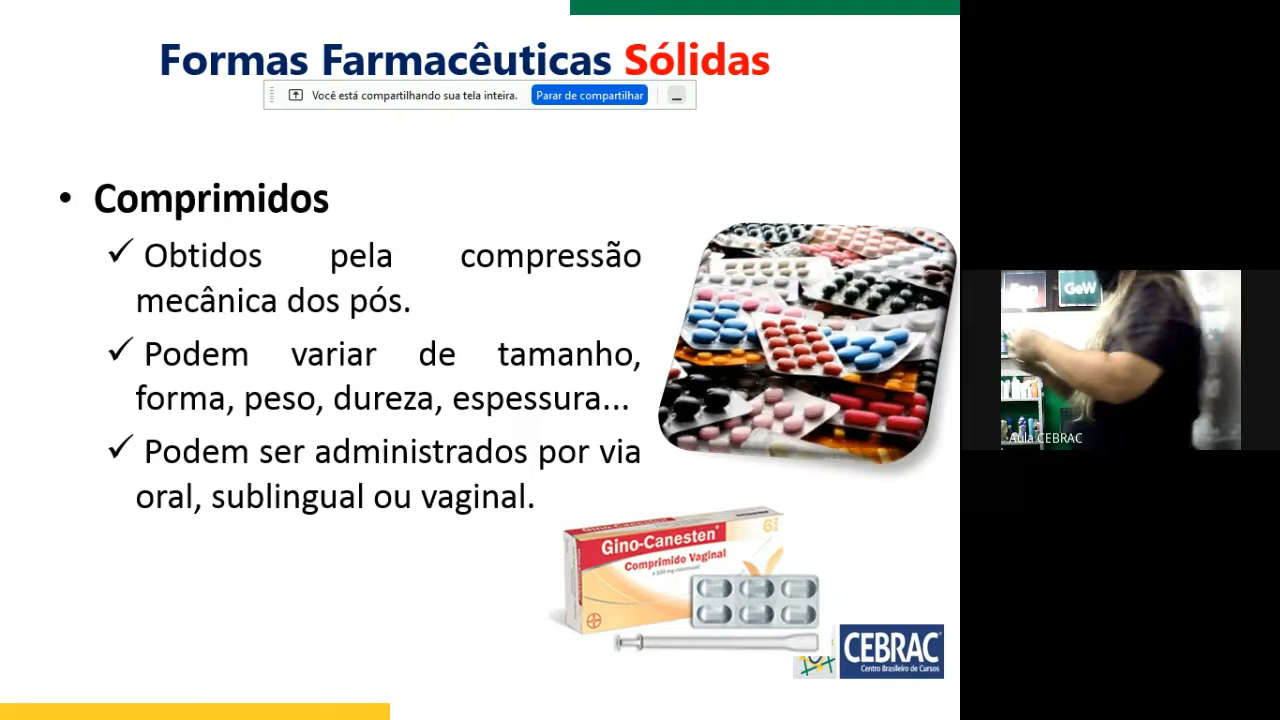 Formas Farmacêuticas Sólidas
Você está compartilhando sua tela inteira. Parar de compartilhar
• Comprimidos
✓ Obtidos pela compressão
mecânica dos pós.
✓ Podem variar de tamanho,
forma, peso, dureza, espessura...
✓ Podem ser administrados por via
oral, sublingual ou vaginal.
Gino-Canesten®
Comprimido Vaginal
6
CEBRAC®
Centro Brasileiro de Cursos
GeW
Aula CEBRAC